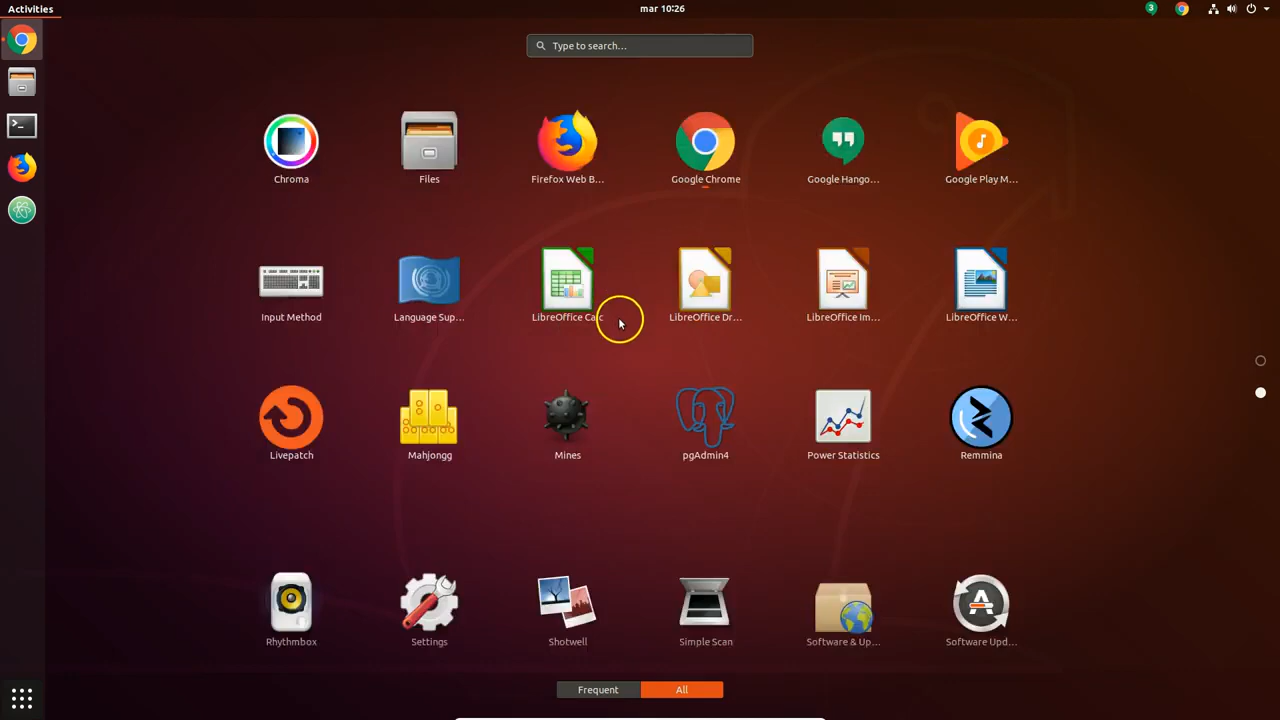 Activities
mar 10:26
3
Type to search...
Chroma
Files
Firefox Web B...
Google Chrome
Google Hango...
Google Play M...
Input Method
Language Sup...
LibreOffice Calc
LibreOffice Dr...
LibreOffice Im...
LibreOffice W...
Livepatch
Mahjongg
Mines
pgAdmin4
Power Statistics
Remmina
Rhythmbox
Settings
Shotwell
Simple Scan
Software & Up...
Software Upd...
Frequent
All